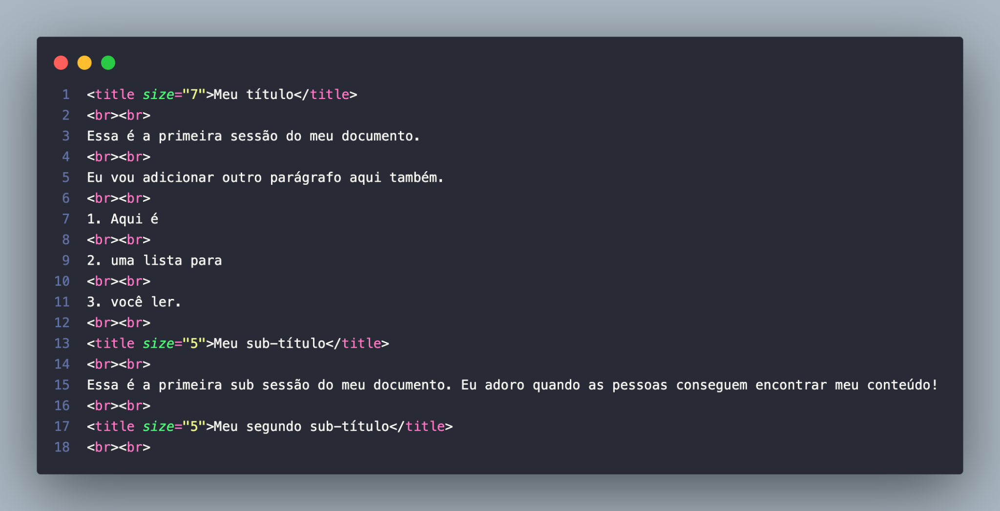 1 <title size="7">Meu título</title>
2 <br><br>
3 Essa é a primeira sessão do meu documento.
4 <br><br>
5 Eu vou adicionar outro parágrafo aqui também.
6 <br><br>
7 1. Aqui é
8 <br><br>
9 2. uma lista para
10 <br><br>
11 3. você ler.
12 <br><br>
13 <title size="5">Meu sub-título</title>
14 <br><br>
15 Essa é a primeira sub sessão do meu documento. Eu adoro quando as pessoas conseguem encontrar meu conteúdo!
16 <br><br>
17 <title size="5">Meu segundo sub-título</title>
18 <br><br>